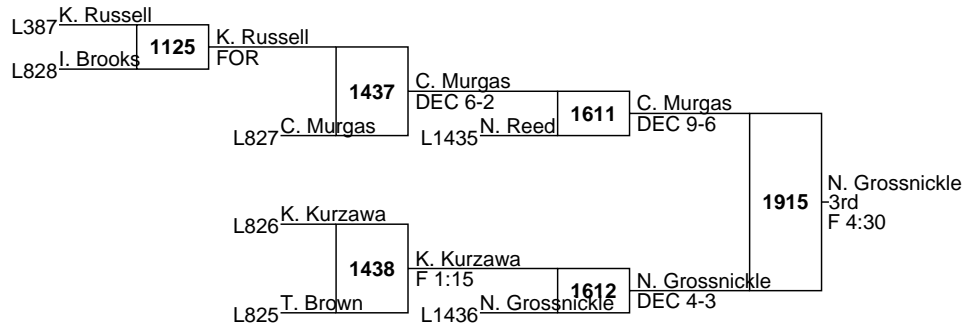 K. Russell
L387
1125
K. Russell
I. Brooks
FOR
L828
C. Murgas
1437
DEC 6-2
C. Murgas
1611
C. Murgas
L827
N. Reed
DEC 9-6
L1435
N. Grossnickle
1915
3rd
K. Kurzawa
F 4:30
L826
K. Kurzawa
1438
F 1:15
N. Grossnickle
1612
T. Brown
N. Grossnickle
DEC 4-3
L825
L1436